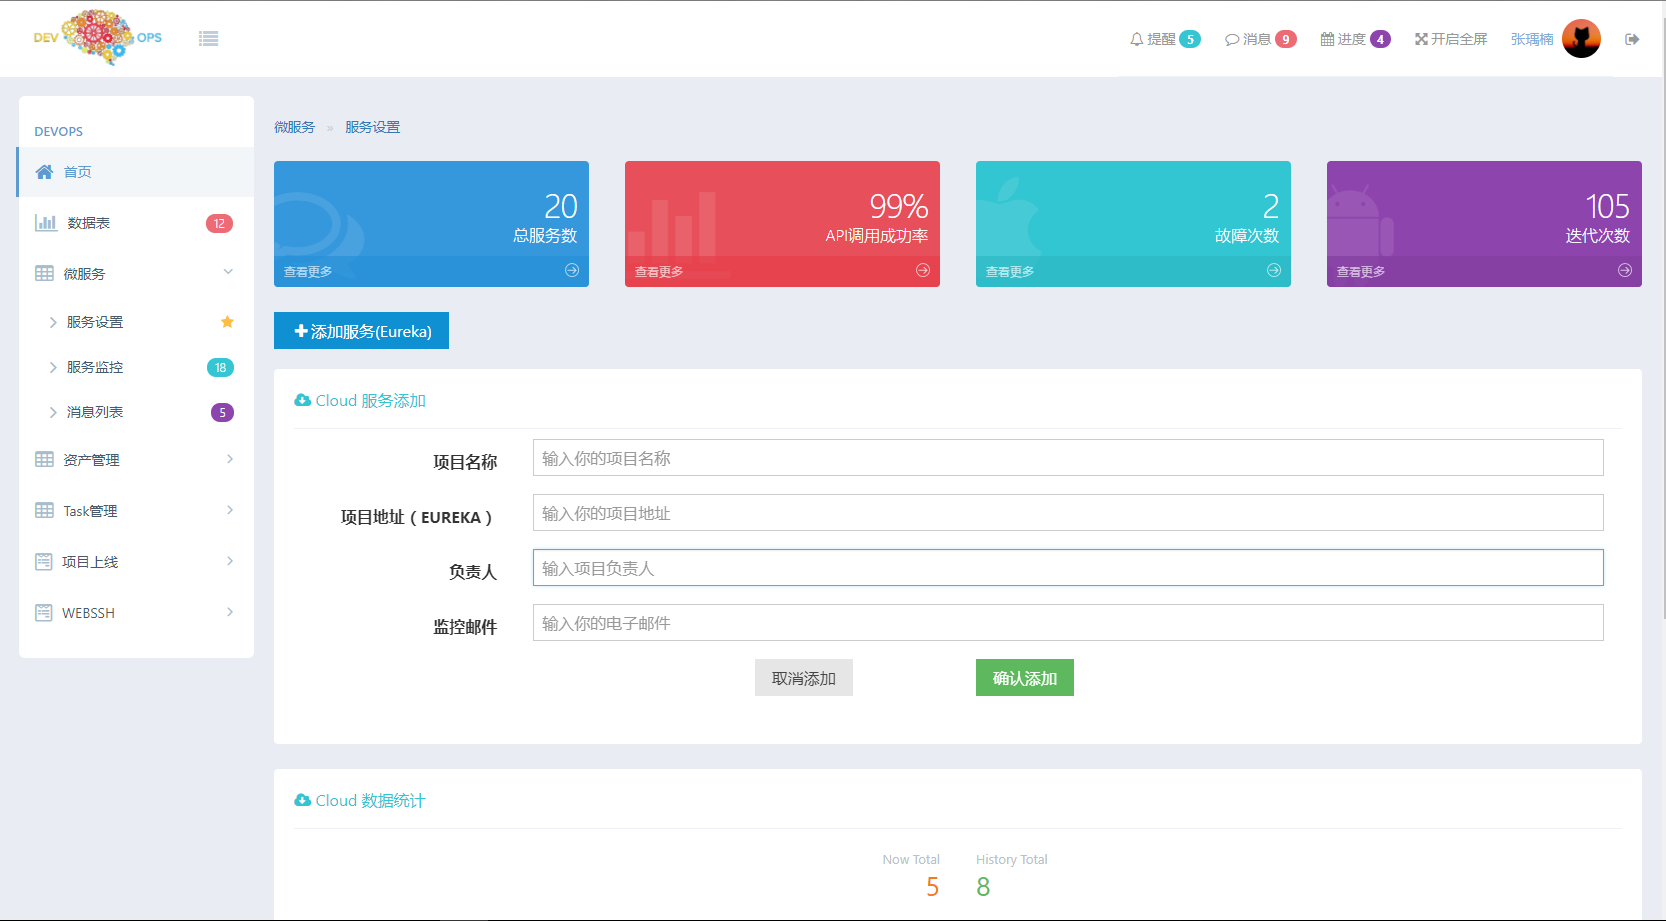 DEV OPS
提醒 5
消息 9
进度 4
开启全屏
张瑀楠
DEVOPS
首页
数据表 12
微服务
服务设置
服务监控 18
消息列表 5
资产管理
Task管理
项目上线
WEBSSH
微服务 » 服务设置
20
总服务数
查看更多
99%
API调用成功率
查看更多
2
故障次数
查看更多
105
迭代次数
查看更多
添加服务(Eureka)
Cloud 服务添加
项目名称 输入你的项目名称
项目地址（EUREKA） 输入你的项目地址
负责人 输入项目负责人
监控邮件 输入你的电子邮件
取消添加 确认添加
Cloud 数据统计
Now Total History Total
5 8